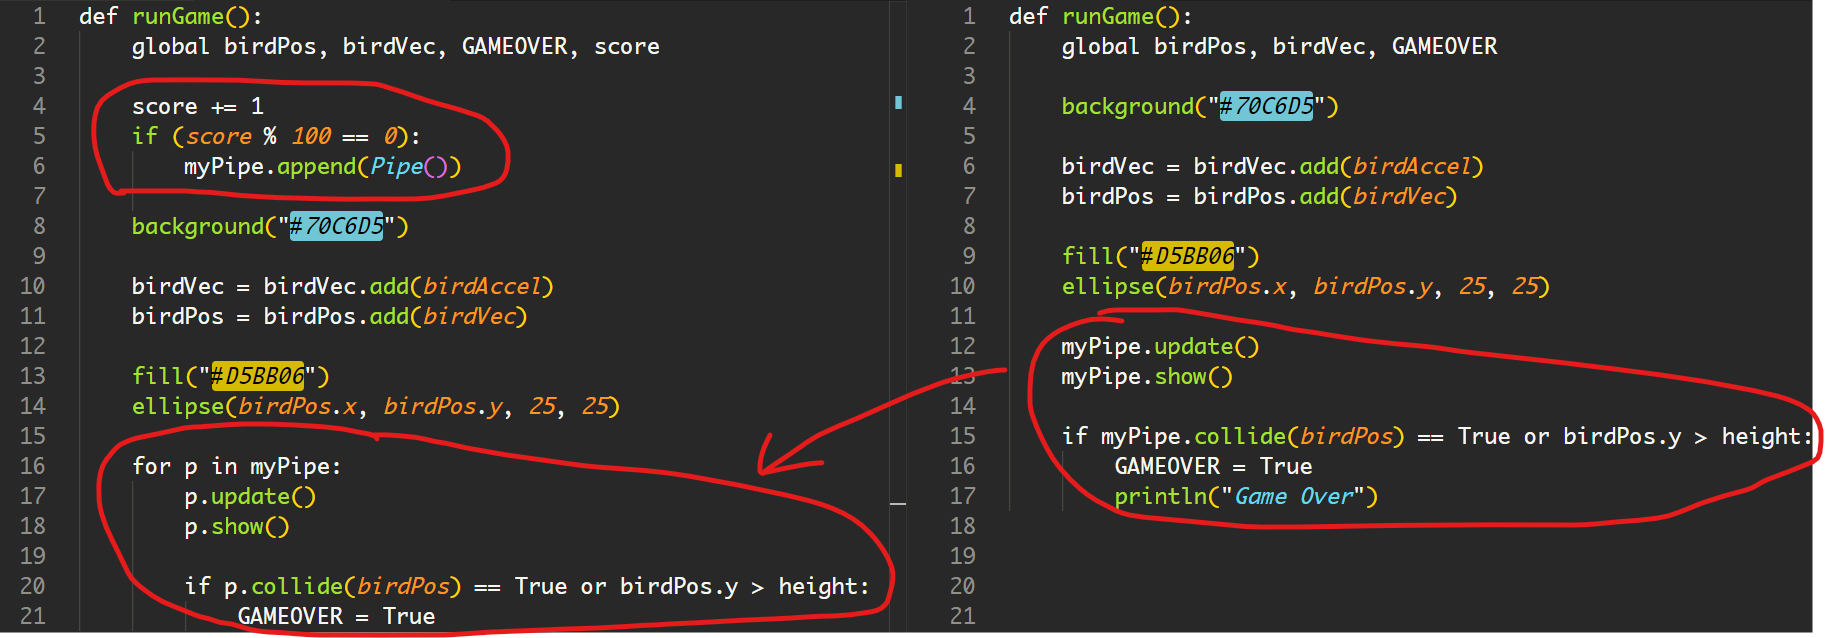 1 def runGame():
2 global birdPos, birdVec, GAMEOVER, score
3
4 score += 1
5 if (score % 100 == 0):
6 myPipe.append(Pipe())
7
8 background("#70C6D5")
9
10 birdVec = birdVec.add(birdAccel)
11 birdPos = birdPos.add(birdVec)
12
13 fill("#D5BB06")
14 ellipse(birdPos.x, birdPos.y, 25, 25)
15
16 for p in myPipe:
17 p.update()
18 p.show()
19
20 if p.collide(birdPos) == True or birdPos.y > height:
21 GAMEOVER = True
1 def runGame():
2 global birdPos, birdVec, GAMEOVER
3
4 background("#70C6D5")
5
6 birdVec = birdVec.add(birdAccel)
7 birdPos = birdPos.add(birdVec)
8
9 fill("#D5BB06")
10 ellipse(birdPos.x, birdPos.y, 25, 25)
11
12 myPipe.update()
13 myPipe.show()
14
15 if myPipe.collide(birdPos) == True or birdPos.y > height:
16 GAMEOVER = True
17 println("Game Over")
18
19
20
21